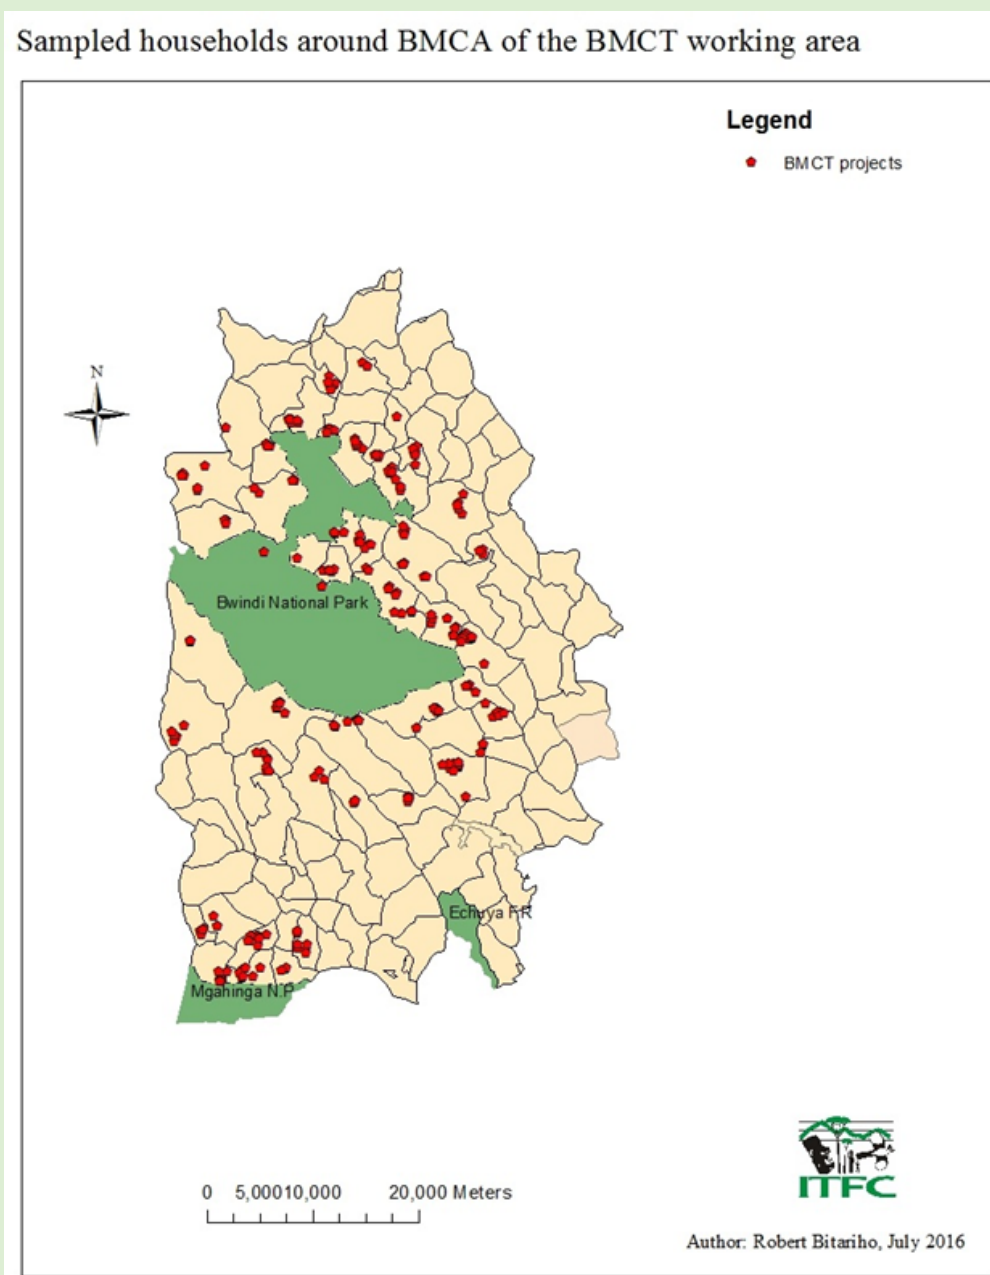 Sampled households around BMCA of the BMCT working area
Legend
BMCT projects
N
Bwindi National Park
Echuya F.R
Mgahinga N.P
0 5,00010,000 20,000 Meters
ITFC
Author: Robert Bitariho, July 2016